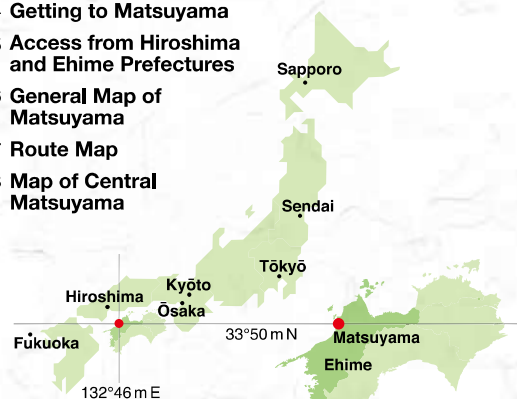 Getting to Matsuyama
Access from Hiroshima
and Ehime Prefectures
General Map of
Matsuyama
Route Map
Map of Central
Matsuyama
Sapporo
Sendai
Tōkyō
Kyōto
Hiroshima
Ōsaka
33°50 m N
Fukuoka
Matsuyama
Ehime
132°46 m E